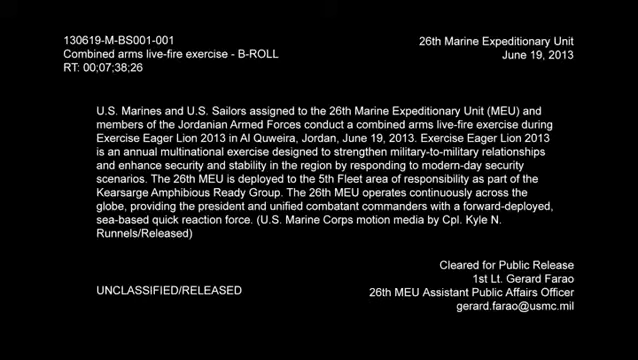 130619-M-BS001-001
Combined arms live-fire exercise - B-ROLL
RT: 00;07;38;26
26th Marine Expeditionary Unit
June 19, 2013
U.S. Marines and U.S. Sailors assigned to the 26th Marine Expeditionary Unit (MEU) and
members of the Jordanian Armed Forces conduct a combined arms live-fire exercise during
Exercise Eager Lion 2013 in Al Quweira, Jordan, June 19, 2013. Exercise Eager Lion 2013
is an annual multinational exercise designed to strengthen military-to-military relationships
and enhance security and stability in the region by responding to modern-day security
scenarios. The 26th MEU is deployed to the 5th Fleet area of responsibility as part of the
Kearsarge Amphibious Ready Group. The 26th MEU operates continuously across the
globe, providing the president and unified combatant commanders with a forward-deployed,
sea-based quick reaction force. (U.S. Marine Corps motion media by Cpl. Kyle N.
Runnels/Released)
Cleared for Public Release
1st Lt. Gerard Farao
26th MEU Assistant Public Affairs Officer
gerard.farao@usmc.mil
UNCLASSIFIED/RELEASED